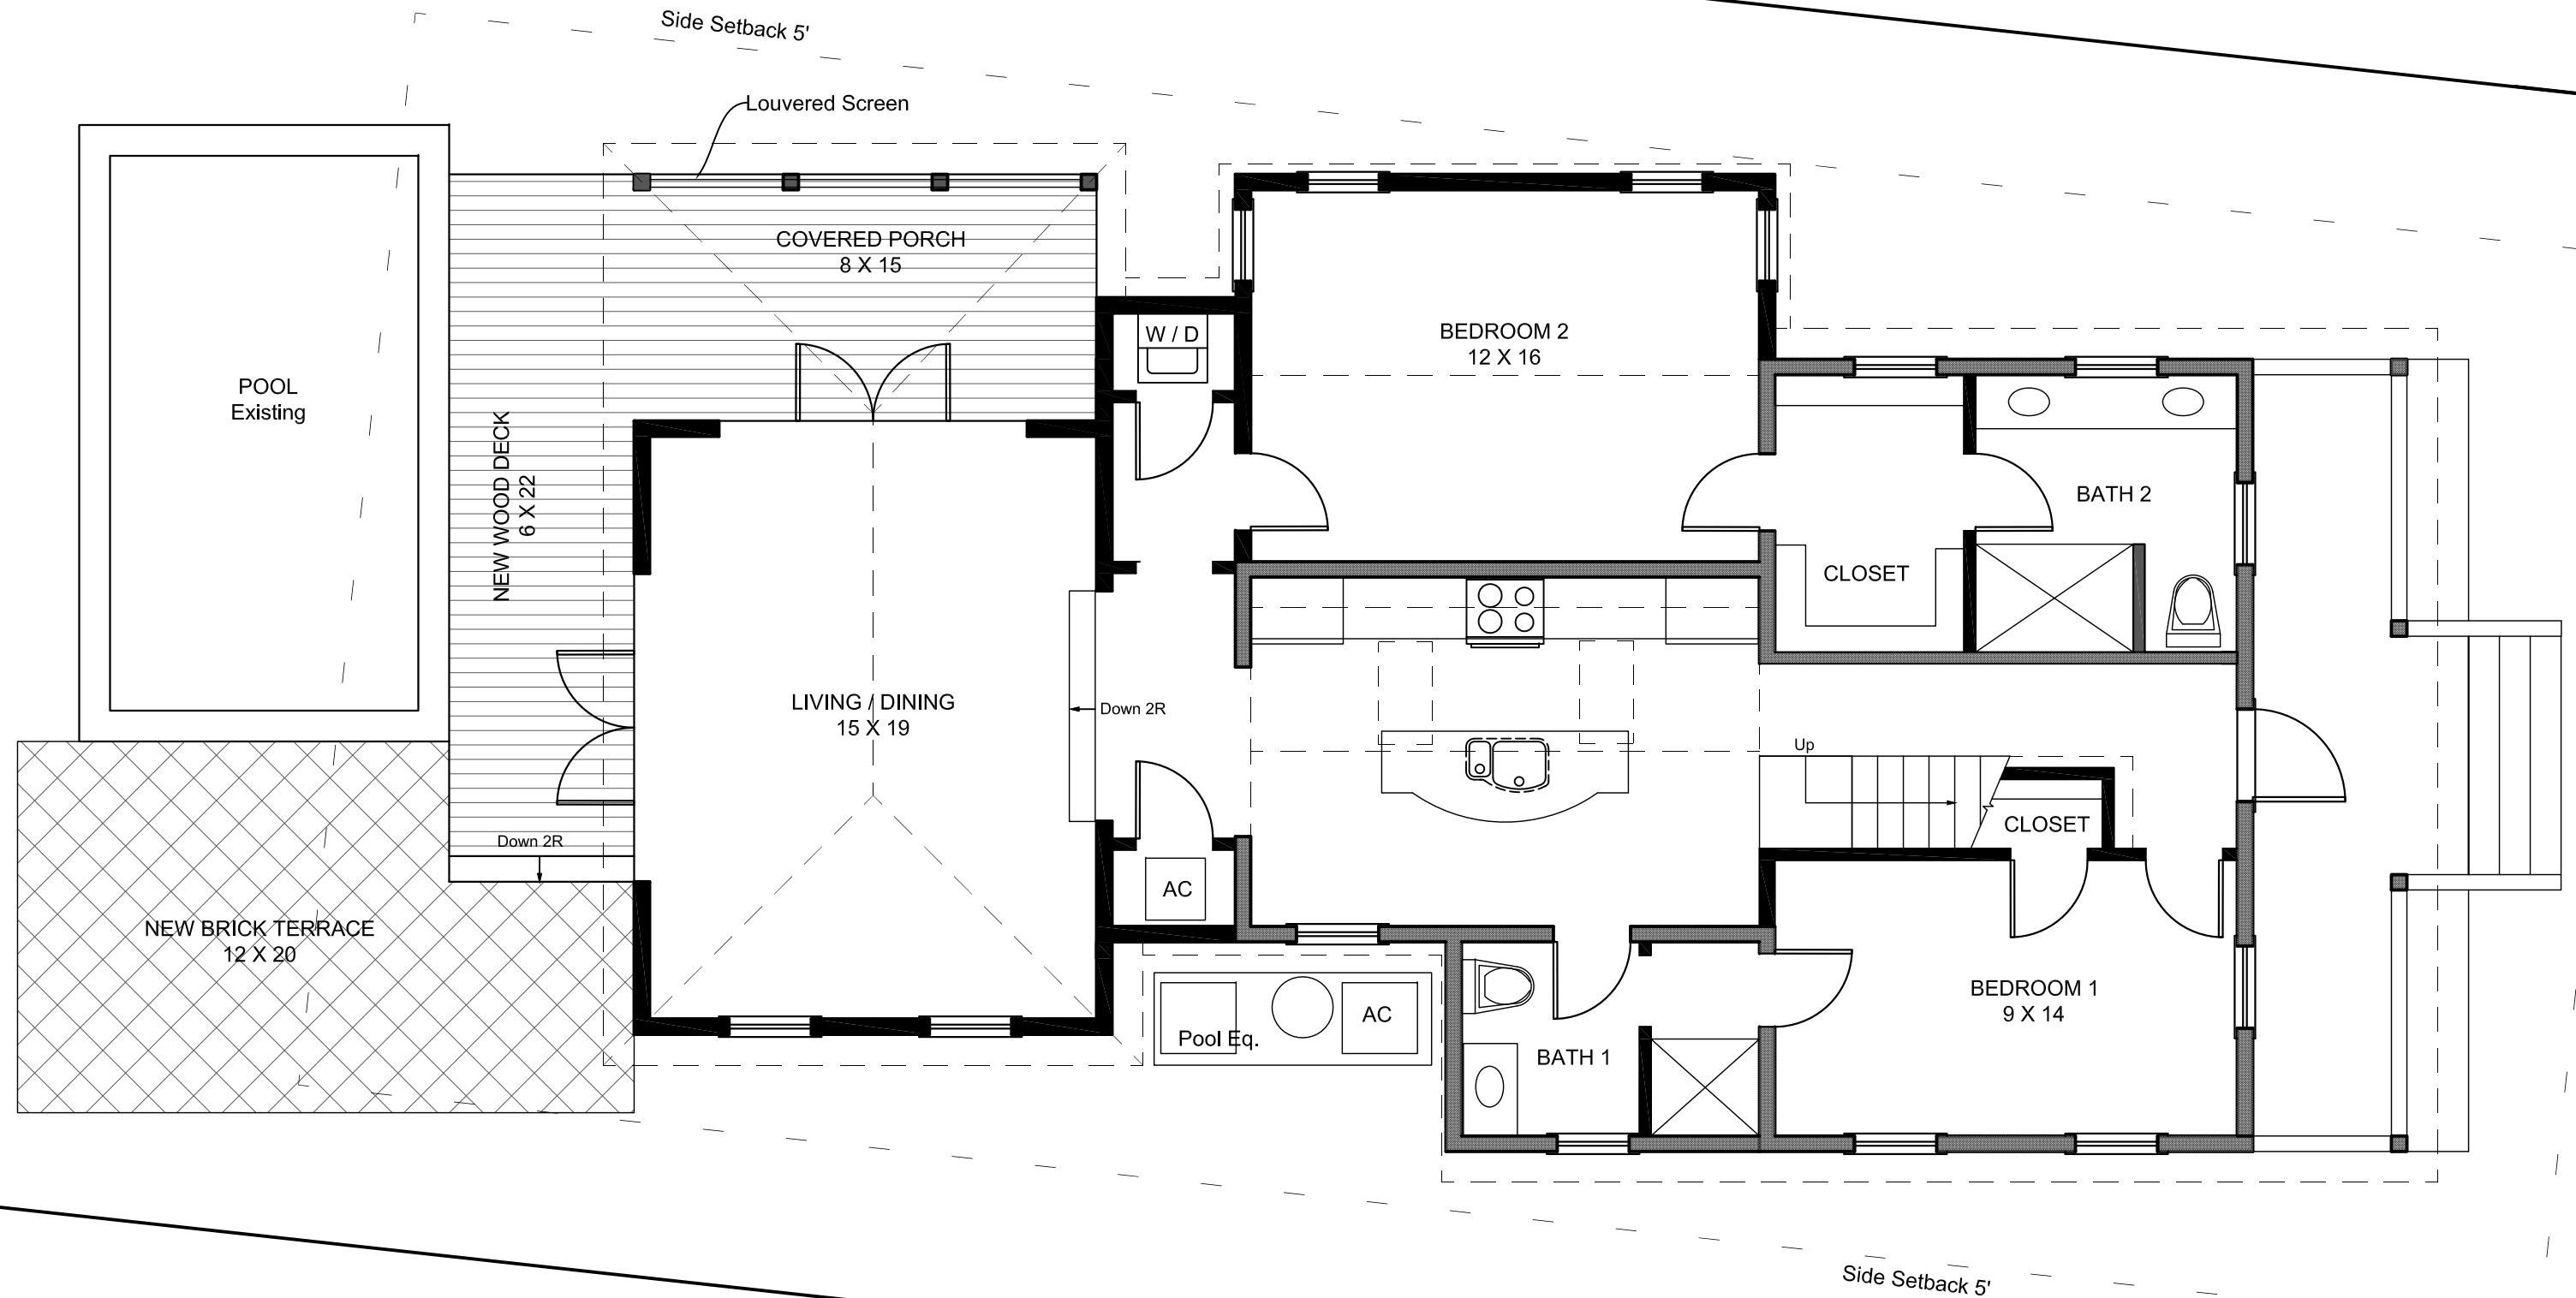 Side Setback 5'
Louvered Screen
COVERED PORCH
8 X 15
W / D
BEDROOM 2
12 X 16
POOL
Existing
NEW WOOD DECK
6 X 22
BATH 2
CLOSET
LIVING / DINING
15 X 19
Down 2R
Up
CLOSET
Down 2R
AC
NEW BRICK TERRACE
12 X 20
BEDROOM 1
9 X 14
AC
Pool Eq.
BATH 1
Side Setback 5'